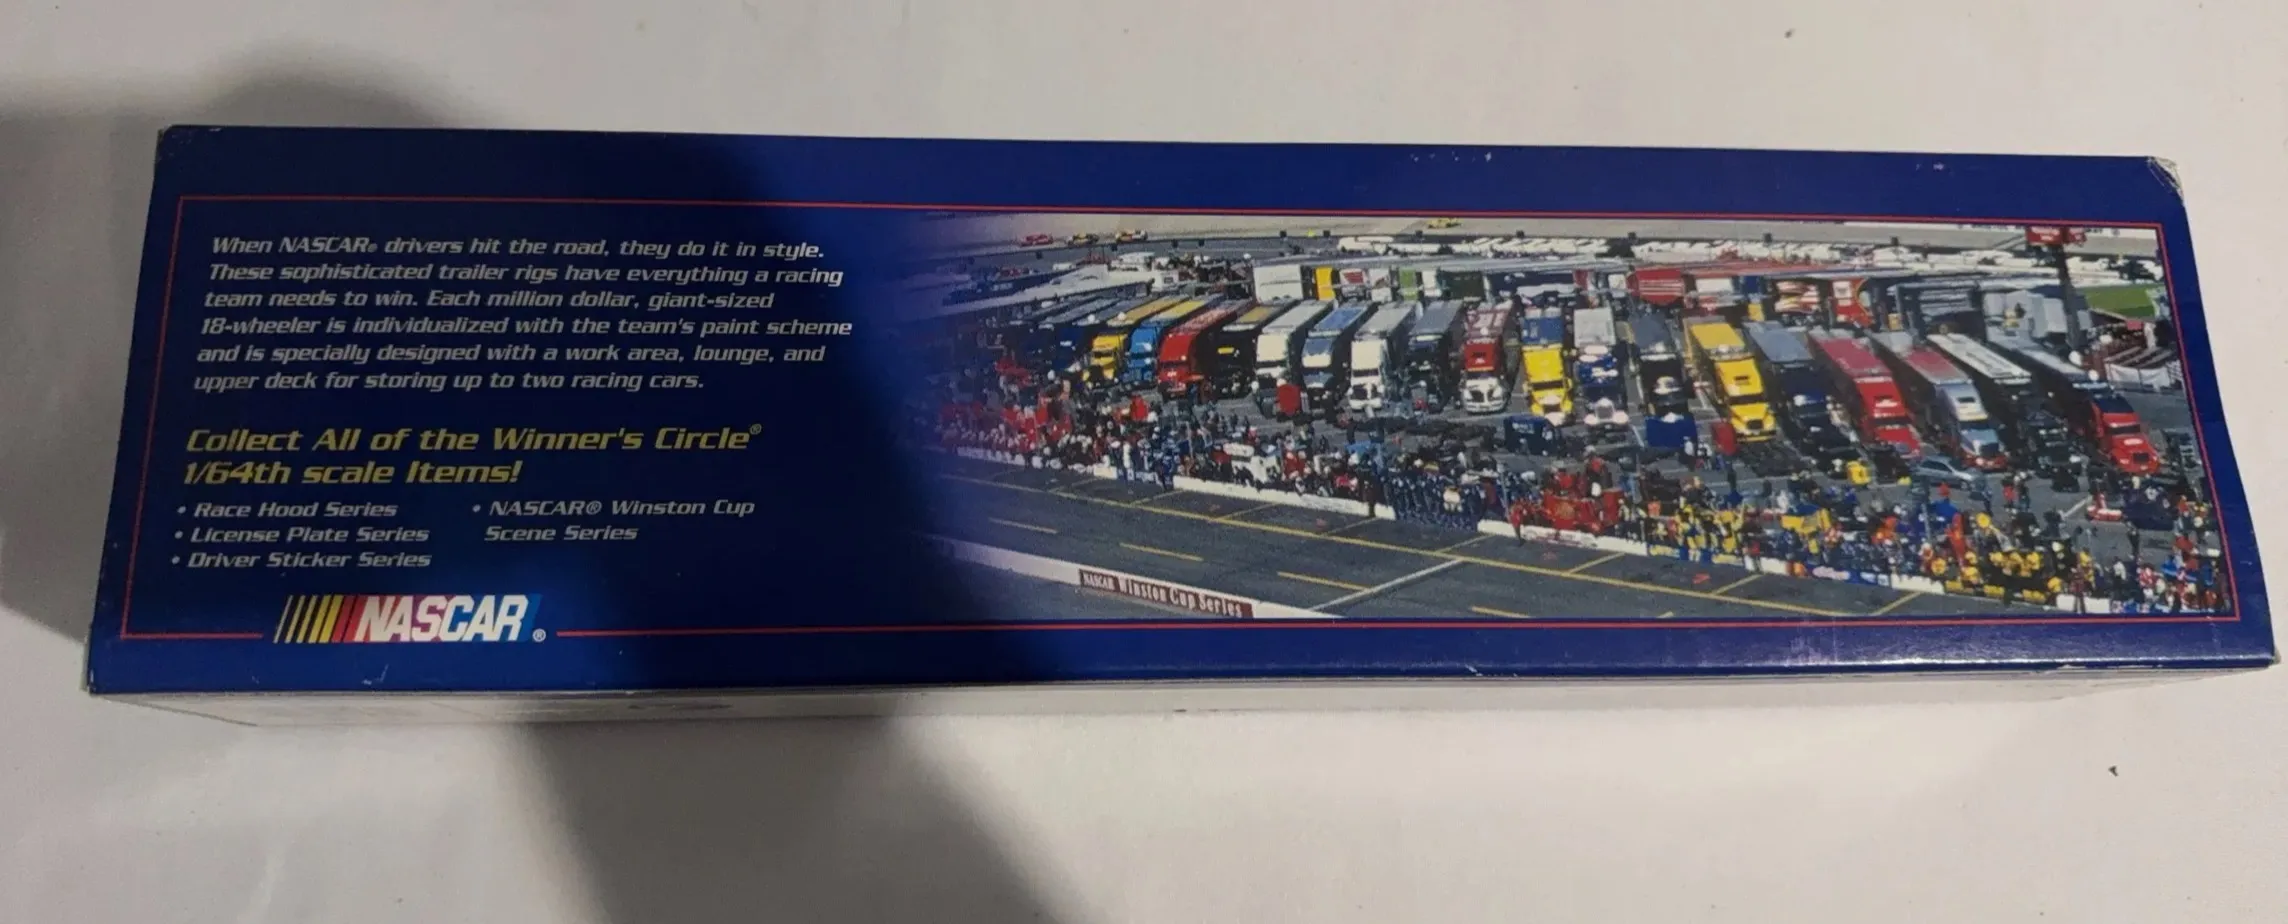 When NASCAR® drivers hit the road, they do it in style.
These sophisticated trailer rigs have everything a racing
team needs to win. Each million dollar, giant-sized
18-wheeler is individualized with the team's paint scheme
and is specially designed with a work area, lounge, and
upper deck for storing up to two racing cars.
Collect All of the Winner's Circle®
1/64th scale Items!
• Race Hood Series
• License Plate Series
• Driver Sticker Series
• NASCAR® Winston Cup
Scene Series
NASCAR®
NASCAR Winston Cup Series